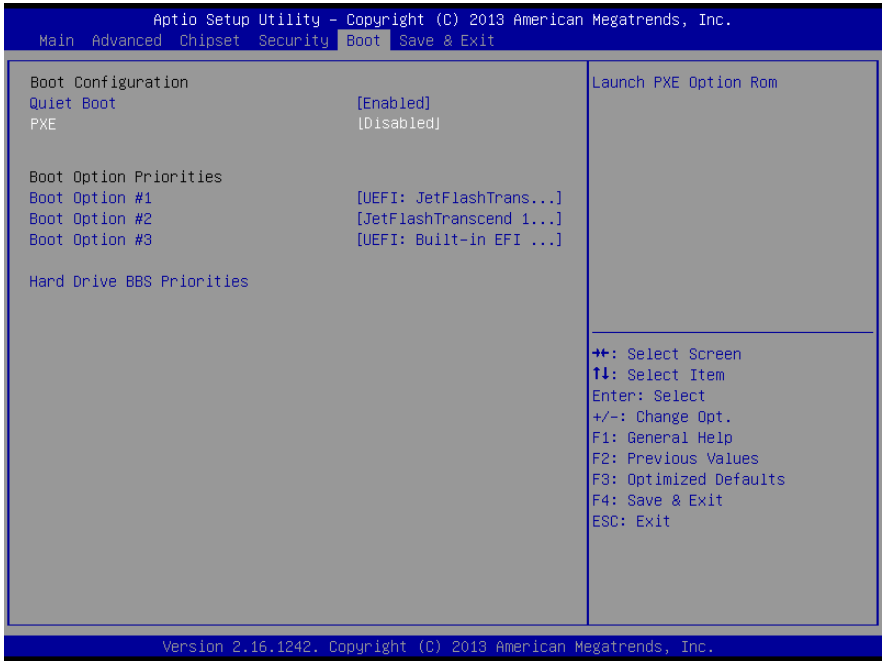 Aptio Setup Utility – Copyright (C) 2013 American Megatrends, Inc.
Main Advanced Chipset Security Boot Save & Exit
Boot Configuration
Quiet Boot [Enabled]
PXE [Disabled]
Boot Option Priorities
Boot Option #1 [UEFI: JetFlashTrans...]
Boot Option #2 [JetFlashTranscend 1...]
Boot Option #3 [UEFI: Built-in EFI ...]
Hard Drive BBS Priorities
Launch PXE Option Rom
→←: Select Screen
↑↓: Select Item
Enter: Select
+/-: Change Opt.
F1: General Help
F2: Previous Values
F3: Optimized Defaults
F4: Save & Exit
ESC: Exit
Version 2.16.1242. Copyright (C) 2013 American Megatrends, Inc.